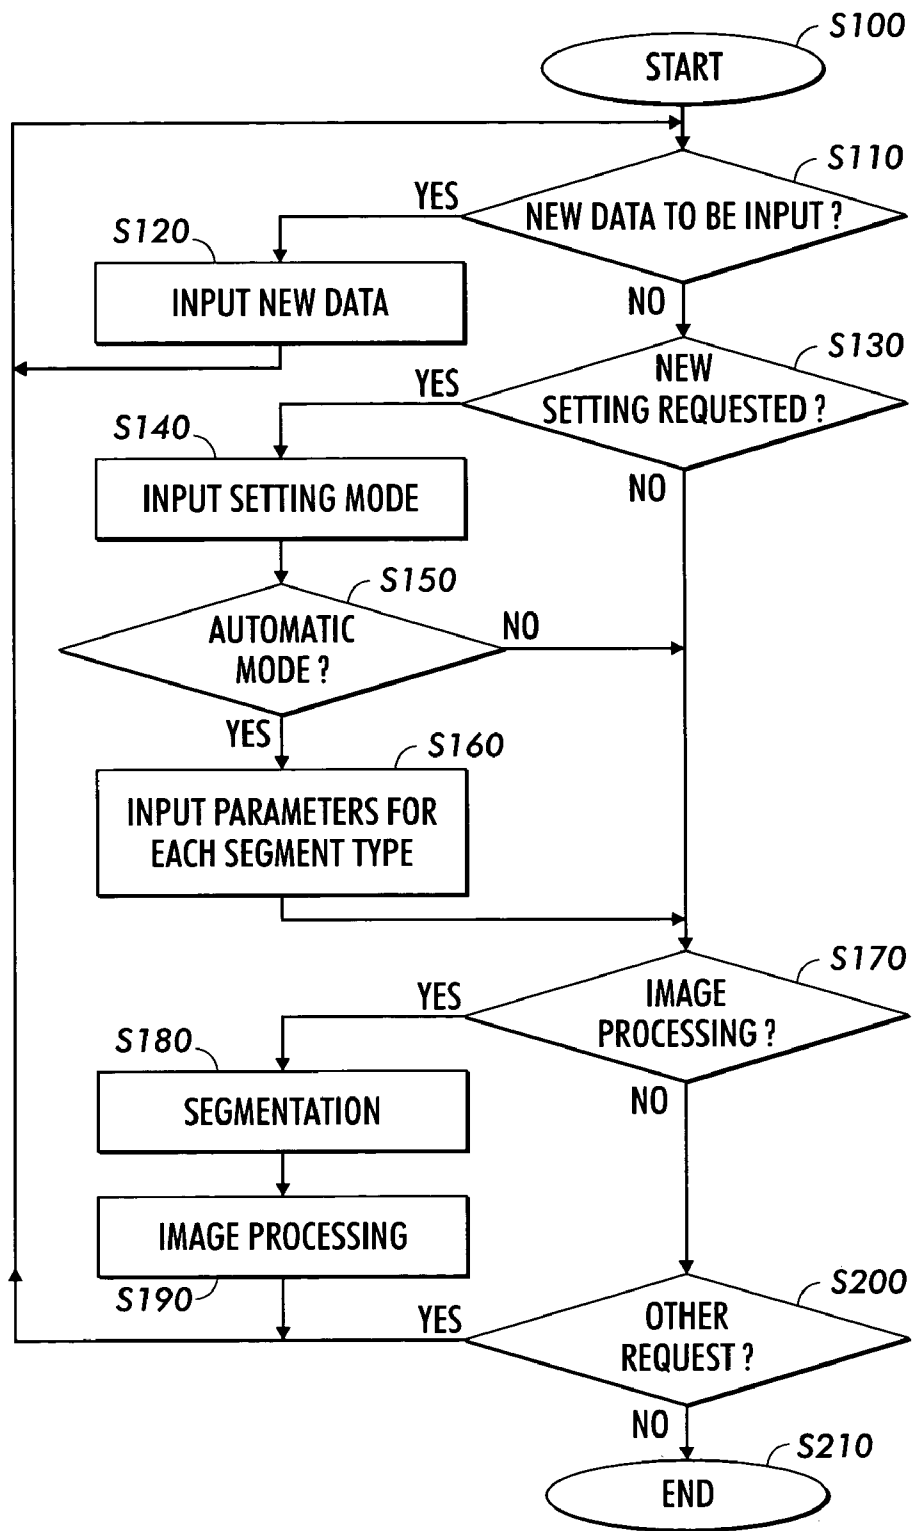 S100
START
S110
YES
NEW DATA TO BE INPUT ?
S120
INPUT NEW DATA
NO
S130
YES
NEW
SETTING REQUESTED ?
S140
INPUT SETTING MODE
NO
S150
AUTOMATIC
MODE ?
NO
YES
S160
INPUT PARAMETERS FOR
EACH SEGMENT TYPE
S170
YES
IMAGE
PROCESSING ?
S180
SEGMENTATION
NO
IMAGE PROCESSING
S190
S200
YES
OTHER
REQUEST ?
NO
S210
END